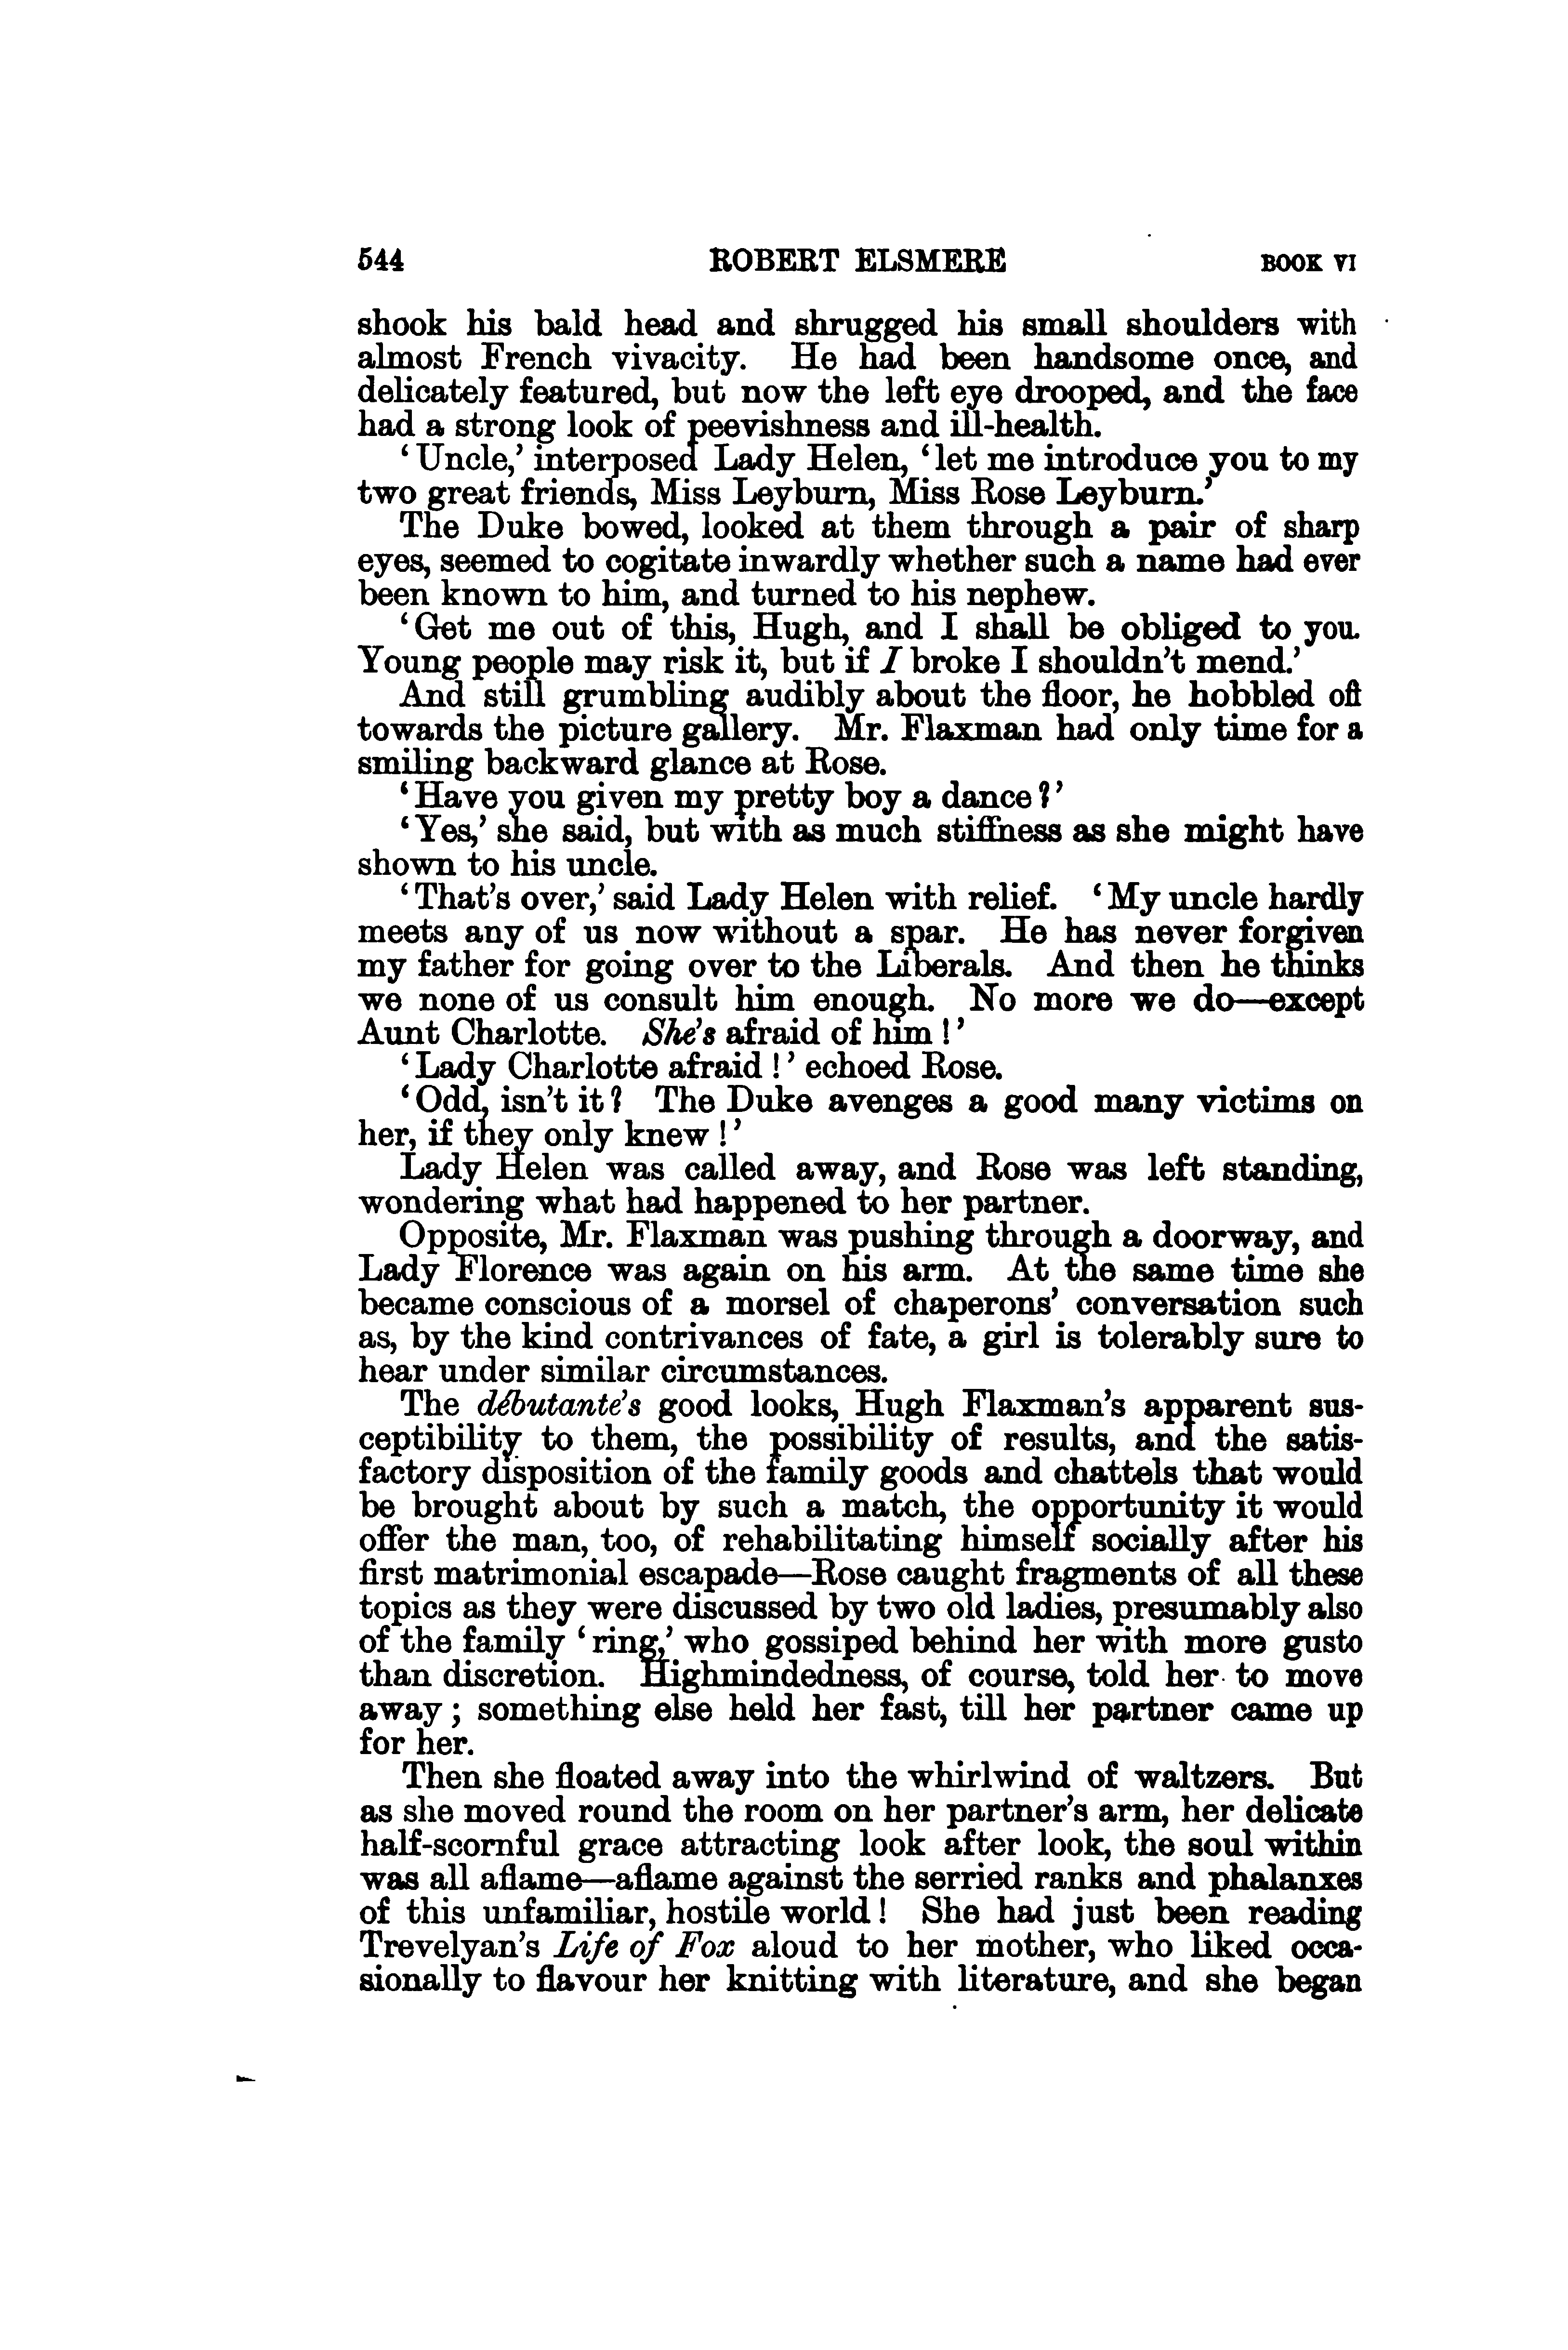 544 ROBERT ELSMERE BOOK VI
shook his bald head and shrugged his small shoulders with
almost French vivacity. He had been handsome once, and
delicately featured, but now the left eye drooped, and the face
had a strong look of peevishness and ill-health.
‘Uncle,’ interposed Lady Helen, ‘let me introduce you to my
two great friends, Miss Leyburn, Miss Rose Leyburn.’
The Duke bowed, looked at them through a pair of sharp
eyes, seemed to cogitate inwardly whether such a name had ever
been known to him, and turned to his nephew.
‘Get me out of this, Hugh, and I shall be obliged to you.
Young people may risk it, but if I broke I shouldn’t mend.’
And still grumbling audibly about the floor, he hobbled off
towards the picture gallery. Mr. Flaxman had only time for a
smiling backward glance at Rose.
‘Have you given my pretty boy a dance?’
‘Yes,’ she said, but with as much stiffness as she might have
shown to his uncle.
‘That’s over,’ said Lady Helen with relief. ‘My uncle hardly
meets any of us now without a spar. He has never forgiven
my father for going over to the Liberals. And then he thinks
we none of us consult him enough. No more we do—except
Aunt Charlotte. She’s afraid of him!’
‘Lady Charlotte afraid!’ echoed Rose.
‘Odd, isn’t it? The Duke avenges a good many victims on
her, if they only knew!’
Lady Helen was called away, and Rose was left standing,
wondering what had happened to her partner.
Opposite, Mr. Flaxman was pushing through a doorway, and
Lady Florence was again on his arm. At the same time she
became conscious of a morsel of chaperons’ conversation such
as, by the kind contrivances of fate, a girl is tolerably sure to
hear under similar circumstances.
The débutante’s good looks, Hugh Flaxman’s apparent sus-
ceptibility to them, the possibility of results, and the satis-
factory disposition of the family goods and chattels that would
be brought about by such a match, the opportunity it would
offer the man, too, of rehabilitating himself socially after his
first matrimonial escapade—Rose caught fragments of all these
topics as they were discussed by two old ladies, presumably also
of the family ‘ring,’ who gossiped behind her with more gusto
than discretion. Highmindedness, of course, told her to move
away; something else held her fast, till her partner came up
for her.
Then she floated away into the whirlwind of waltzers. But
as she moved round the room on her partner’s arm, her delicate
half-scornful grace attracting look after look, the soul within
was all aflame—aflame against the serried ranks and phalanxes
of this unfamiliar, hostile world! She had just been reading
Trevelyan’s Life of Fox aloud to her mother, who liked occa-
sionally to flavour her knitting with literature, and she began